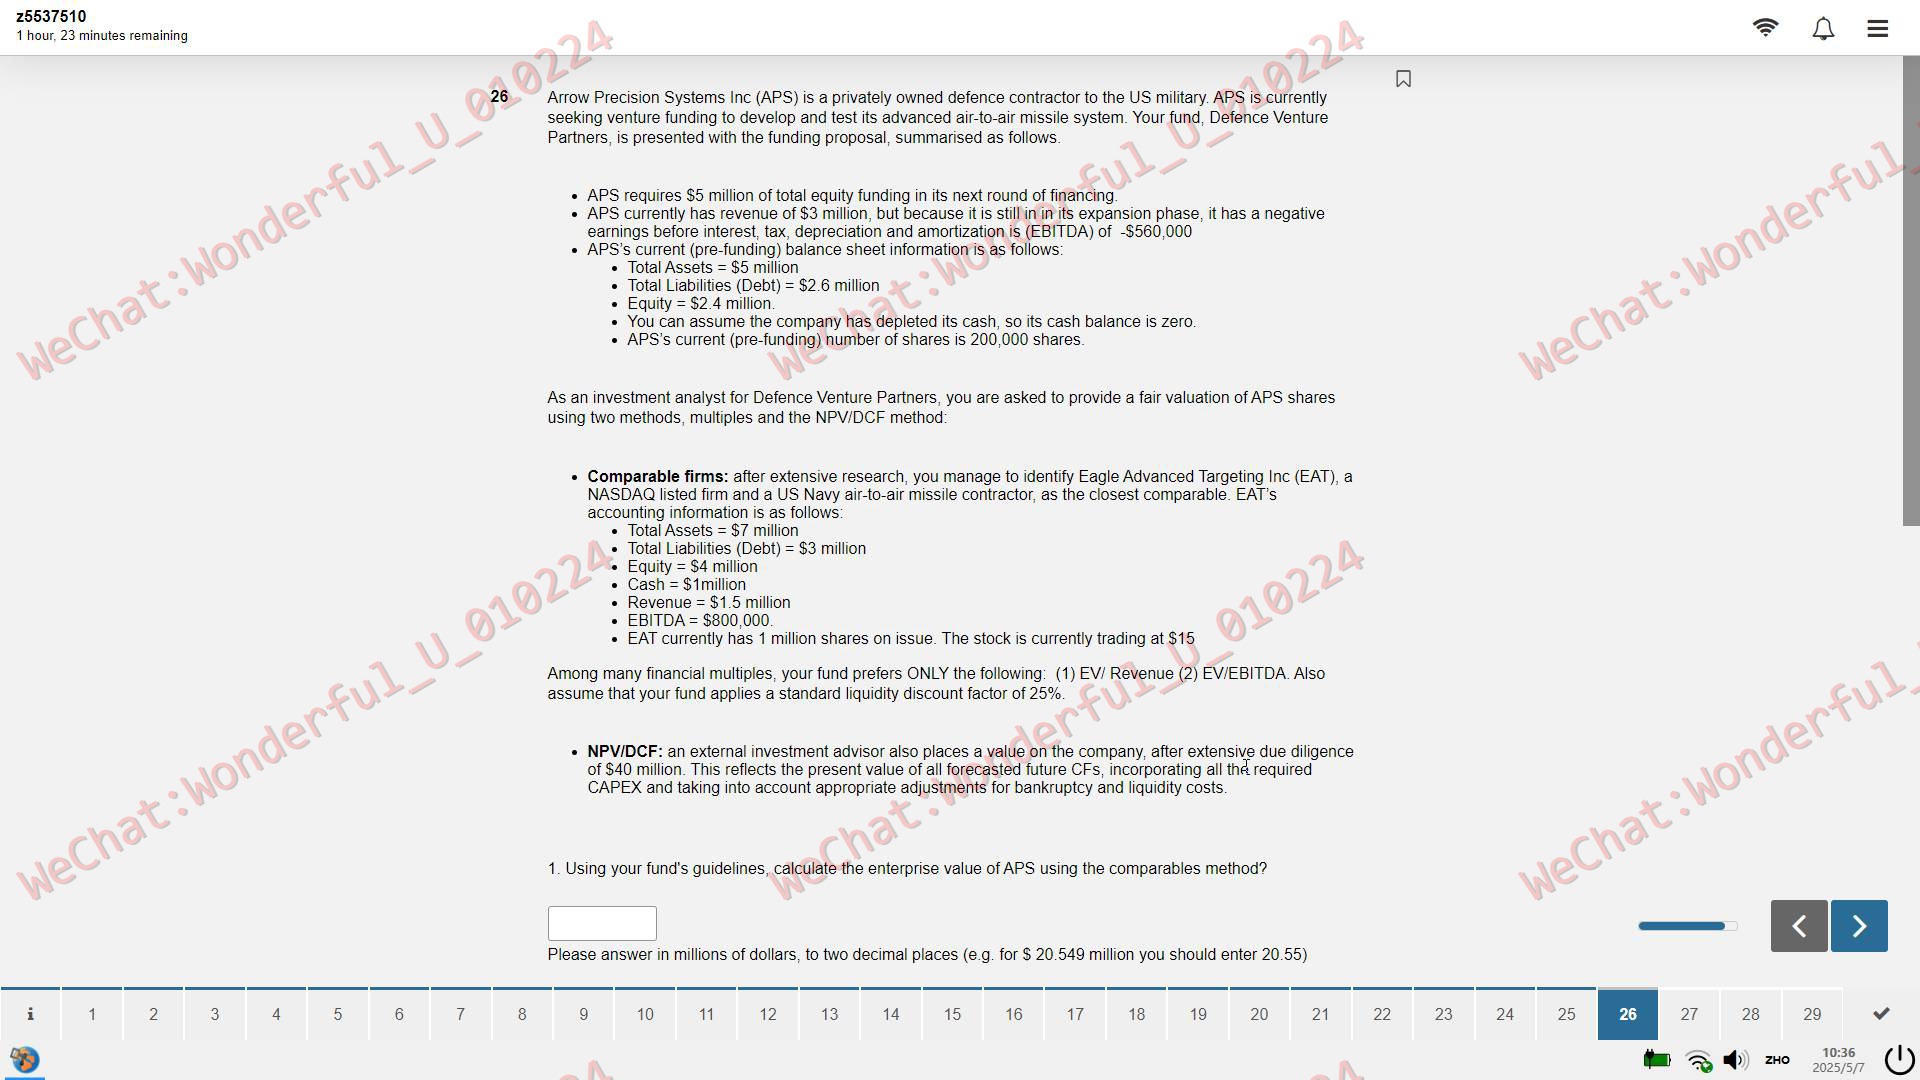 z5537510
1 hour, 23 minutes remaining
26
Arrow Precision Systems Inc (APS) is a privately owned defence contractor to the US military. APS is currently
seeking venture funding to develop and test its advanced air-to-air missile system. Your fund, Defence Venture
Partners, is presented with the funding proposal, summarised as follows.
• APS requires $5 million of total equity funding in its next round of financing.
• APS currently has revenue of $3 million, but because it is still in in its expansion phase, it has a negative
earnings before interest, tax, depreciation and amortization is (EBITDA) of -$560,000
• APS's current (pre-funding) balance sheet information is as follows:
• Total Assets = $5 million
• Total Liabilities (Debt) = $2.6 million
• Equity = $2.4 million.
• You can assume the company has depleted its cash, so its cash balance is zero.
• APS's current (pre-funding) number of shares is 200,000 shares.
As an investment analyst for Defence Venture Partners, you are asked to provide a fair valuation of APS shares
using two methods, multiples and the NPV/DCF method:
• Comparable firms: after extensive research, you manage to identify Eagle Advanced Targeting Inc (EAT), a
NASDAQ listed firm and a US Navy air-to-air missile contractor, as the closest comparable. EAT's
accounting information is as follows:
• Total Assets = $7 million
• Total Liabilities (Debt) = $3 million
• Equity = $4 million
• Cash = $1million
• Revenue = $1.5 million
• EBITDA = $800,000.
• EAT currently has 1 million shares on issue. The stock is currently trading at $15
Among many financial multiples, your fund prefers ONLY the following: (1) EV/ Revenue (2) EV/EBITDA. Also
assume that your fund applies a standard liquidity discount factor of 25%.
• NPV/DCF: an external investment advisor also places a value on the company, after extensive due diligence
of $40 million. This reflects the present value of all forecasted future CFs, incorporating all the required
CAPEX and taking into account appropriate adjustments for bankruptcy and liquidity costs.
1. Using your fund's guidelines, calculate the enterprise value of APS using the comparables method?
Please answer in millions of dollars, to two decimal places (e.g. for $ 20.549 million you should enter 20.55)
i 1 2 3 4 5 6 7 8 9 10 11 12 13 14 15 16 17 18 19 20 21 22 23 24 25 26 27 28 29
ZHO
10:36
2025/5/7
WeChat:Wonderful_U_010224
WeChat:Wonderful_U_010224
WeChat:Wonderful_
WeChat:Wonderful_U_010224
WeChat:Wonderful_U_010224
WeChat:Wonderful_